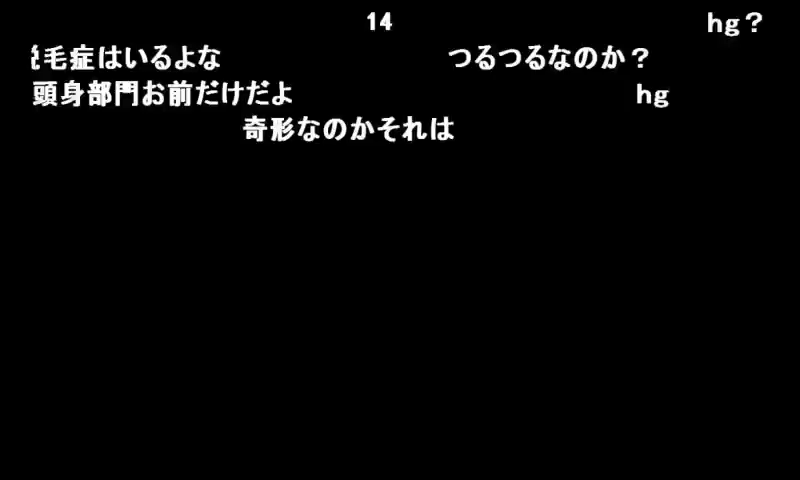 14 hg？
毛症はいるよな つるつるなのか？
頭身部門お前だけだよ hg
奇形なのかそれは